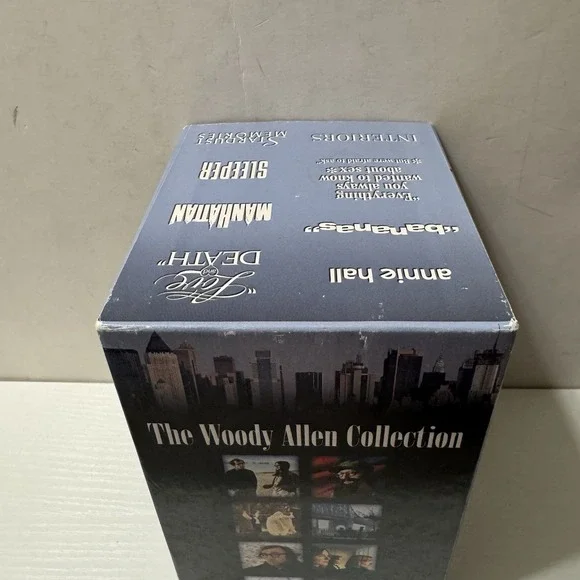 annie hall
"bananas"
"Everything
you always
wanted to know
about sex*
*But were afraid to ask"
INTERIORS
"Love
and
DEATH"
MANHATTAN
SLEEPER
STARDUST
MEMORIES
The Woody Allen Collection